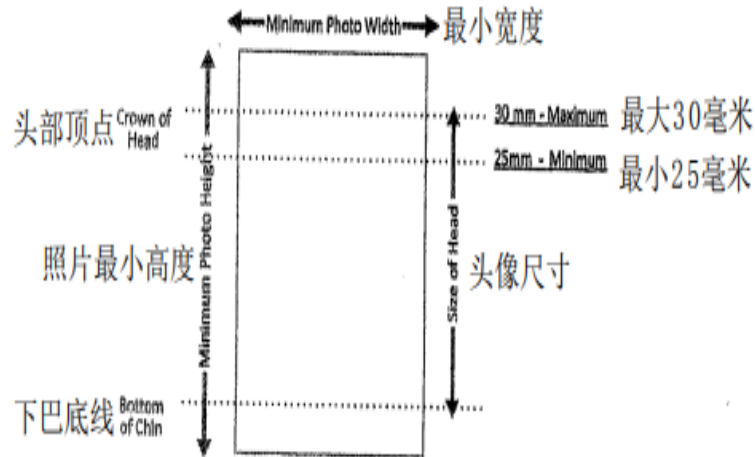 Minimum Photo Width 最小宽度
头部顶点 Crown of
Head
30 mm - Maximum 最大30毫米
25mm - Minimum 最小25毫米
照片最小高度
Minimum Photo Height
Size of Head
头像尺寸
下巴底线 Bottom
of Chin